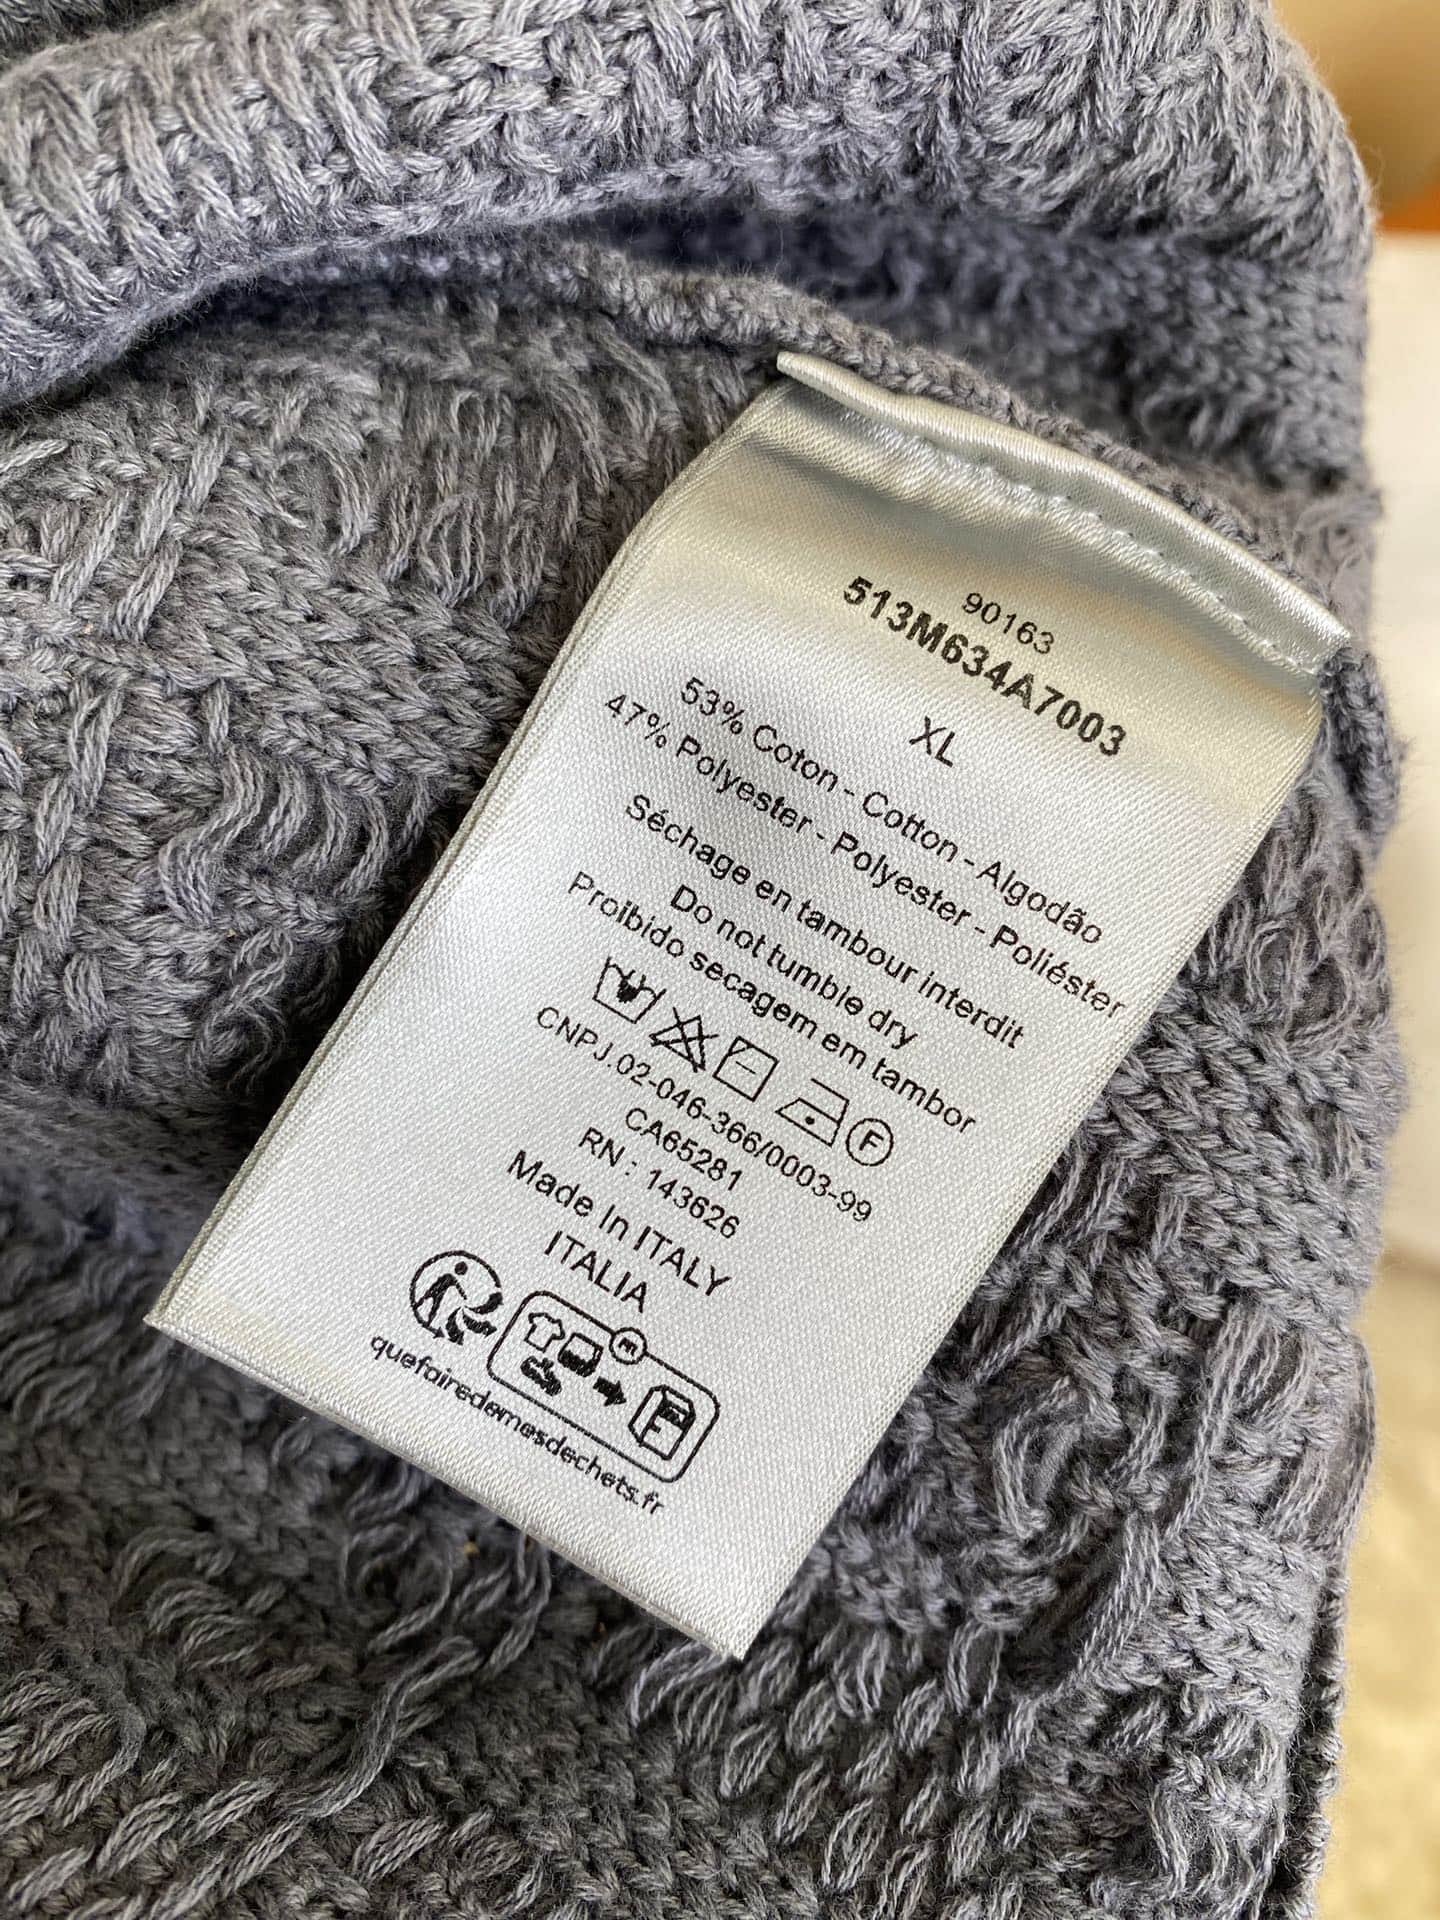 90163
513M634A7003
XL
53% Coton - Cotton - Algodão
47% Polyester - Polyester - Poliéster
Séchage en tambour interdit
Do not tumble dry
Proibido secagem em tambor
F
CNPJ.02-046-366/0003-99
CA65281
RN : 143626
Made In ITALY
ITALIA
quefairedemesdechets.fr